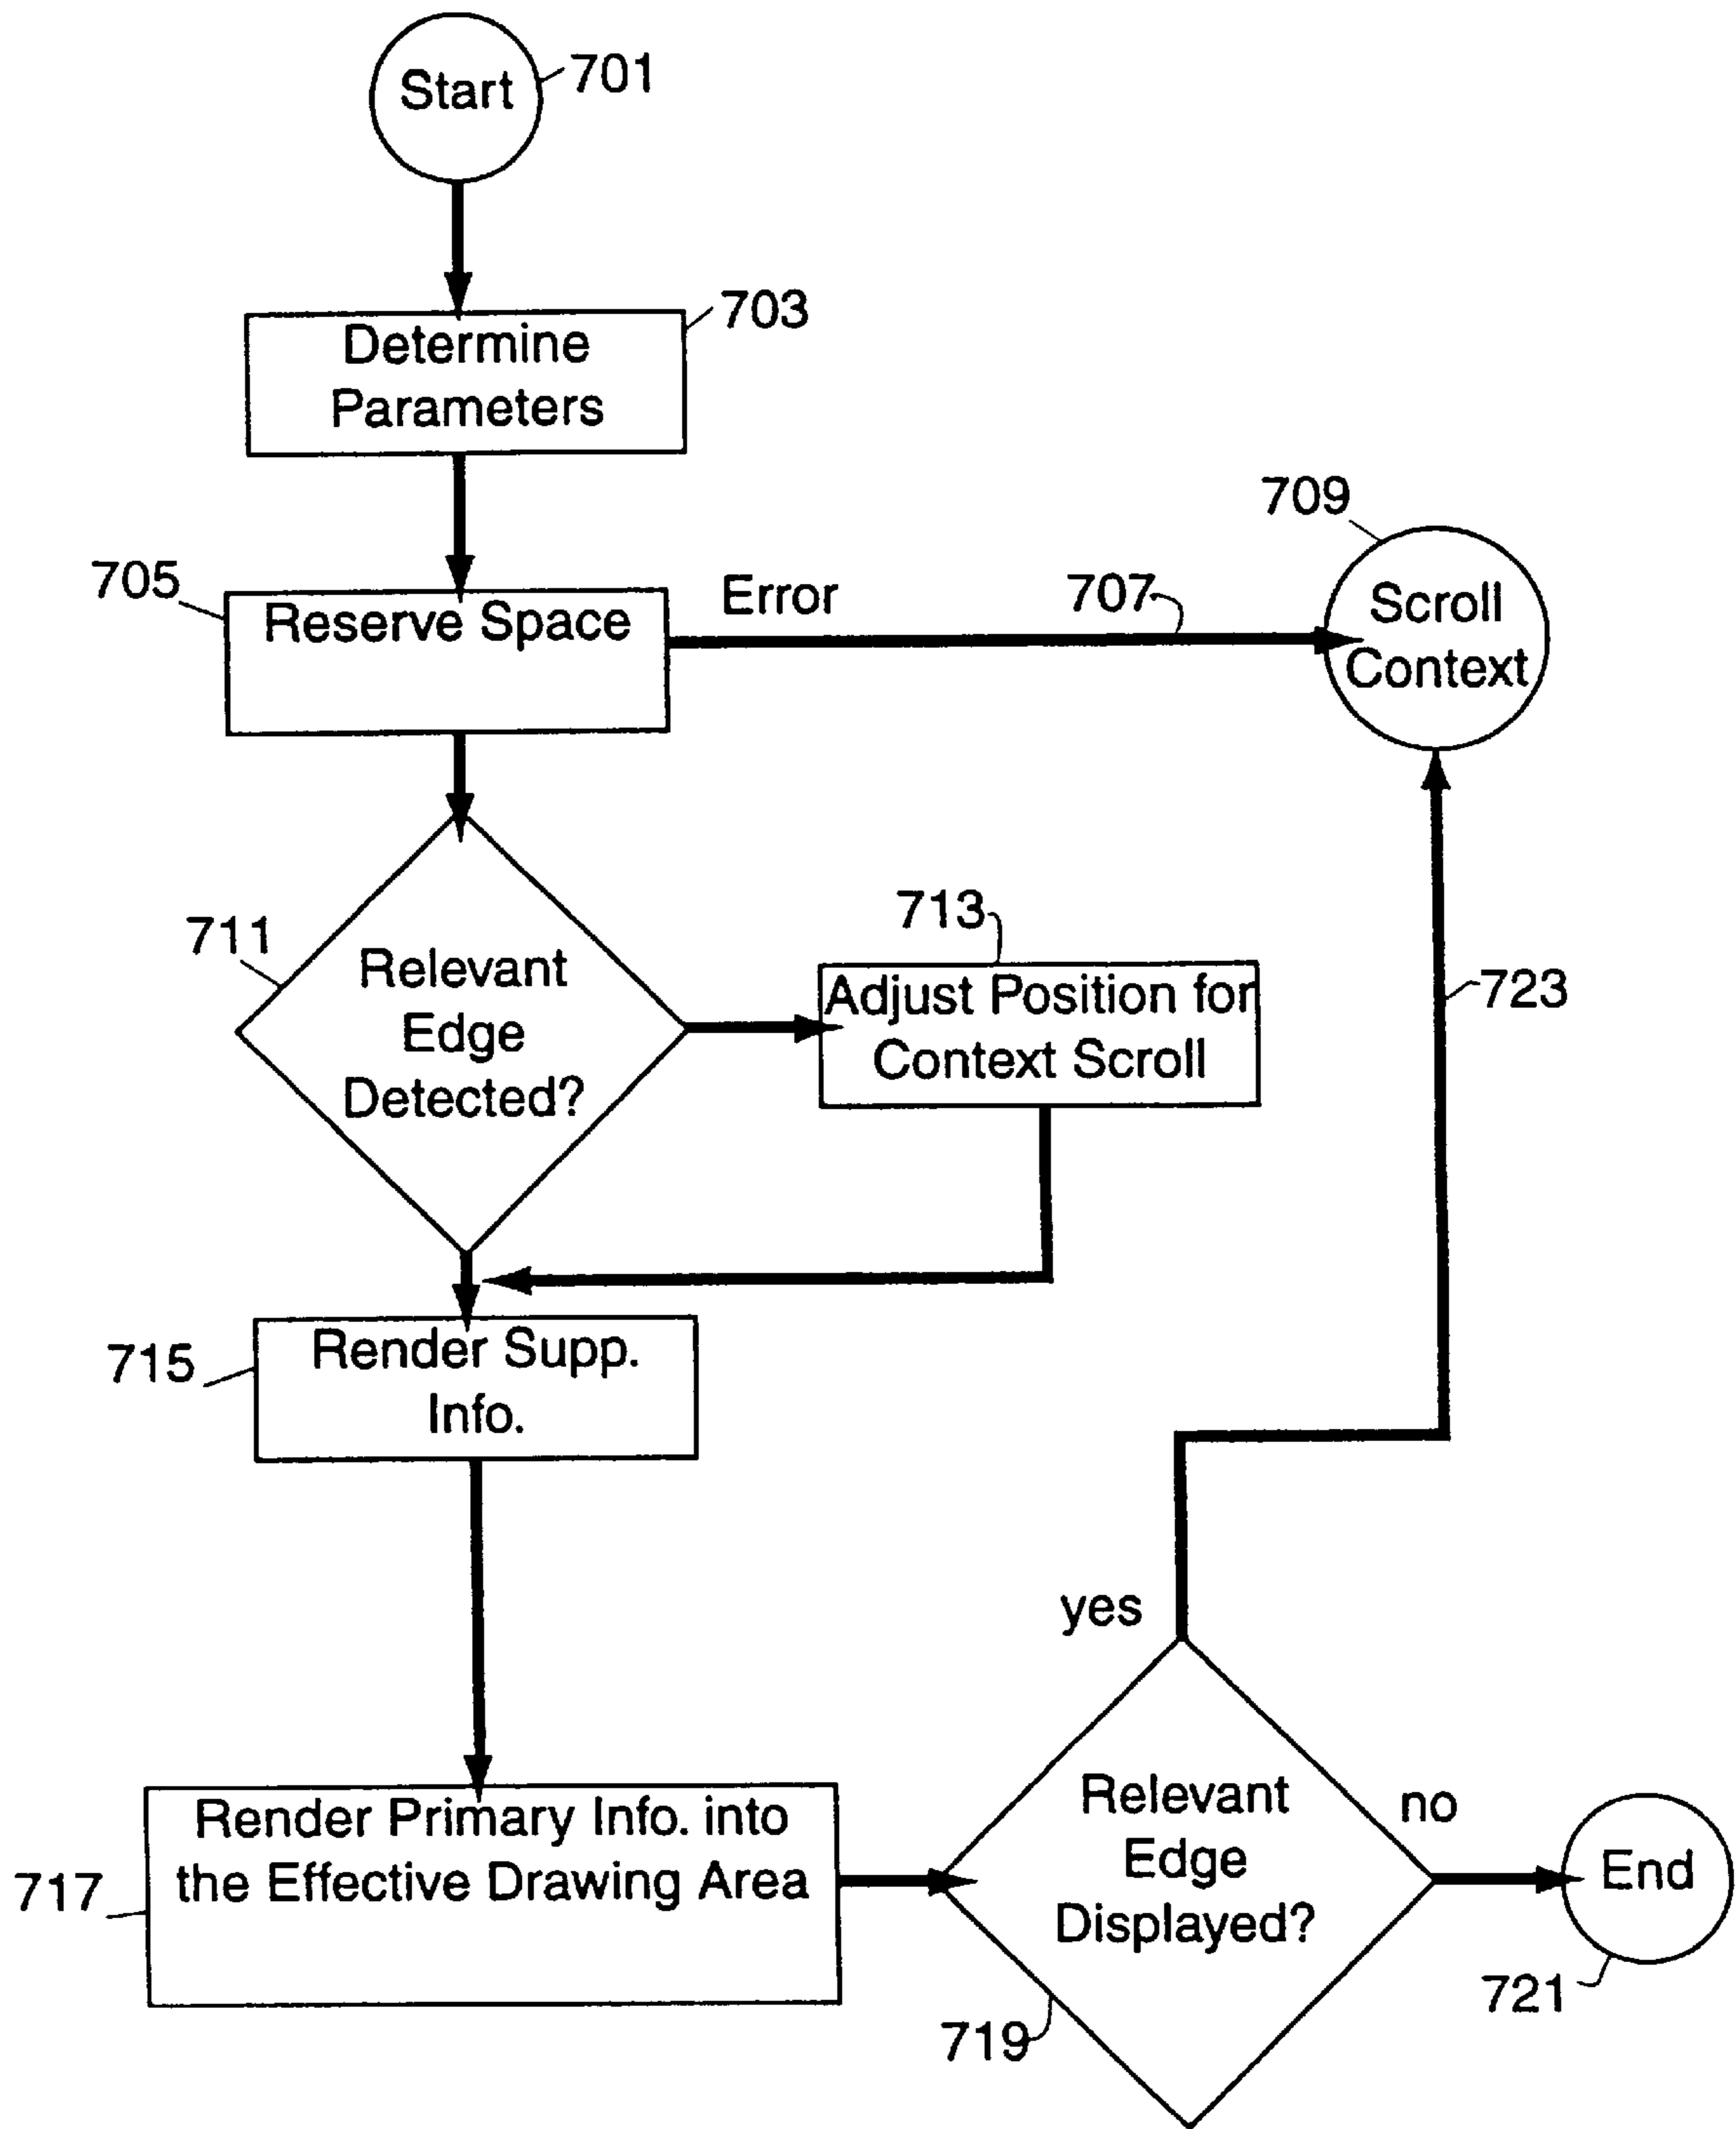 Start
701
Determine
Parameters
703
705
Reserve Space
Error
707
709
Scroll
Context
711
Relevant
Edge
Detected?
713
Adjust Position for
Context Scroll
723
715
Render Supp.
Info.
yes
717
Render Primary Info. into
the Effective Drawing Area
Relevant
Edge
Displayed?
719
no
End
721